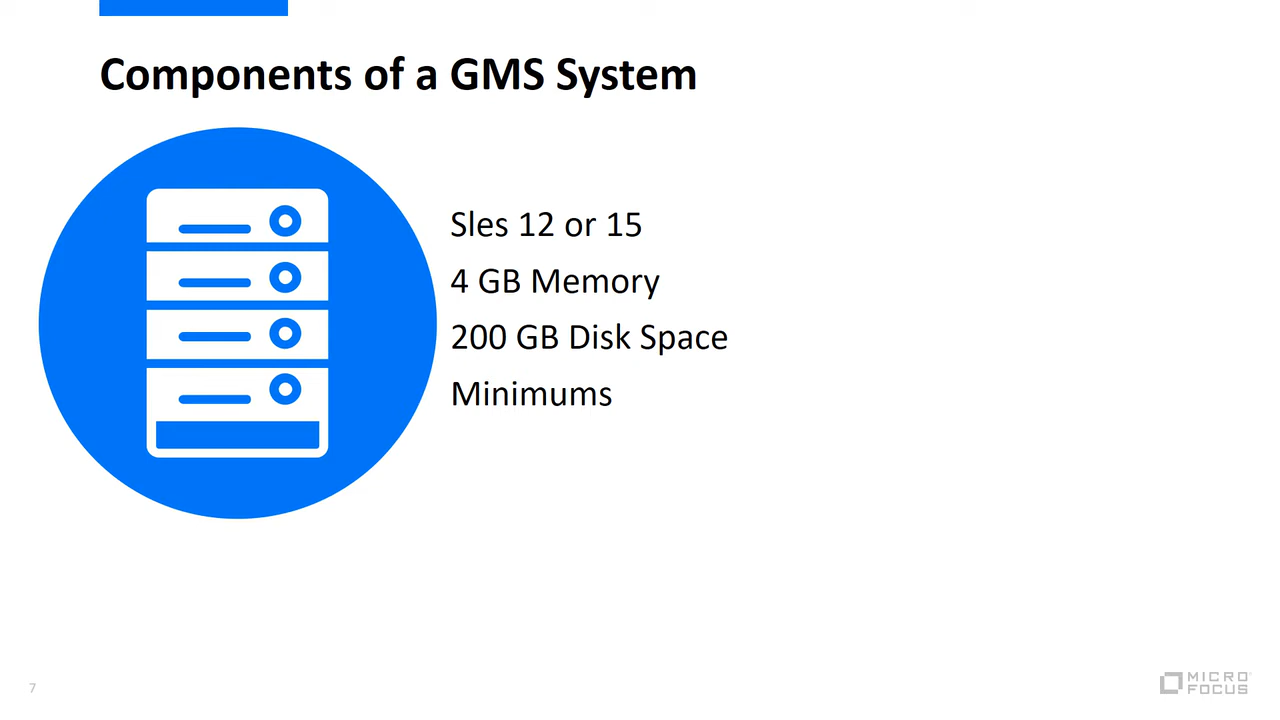 Components of a GMS System
Sles 12 or 15
4 GB Memory
200 GB Disk Space
Minimums
7
MICRO
FOCUS